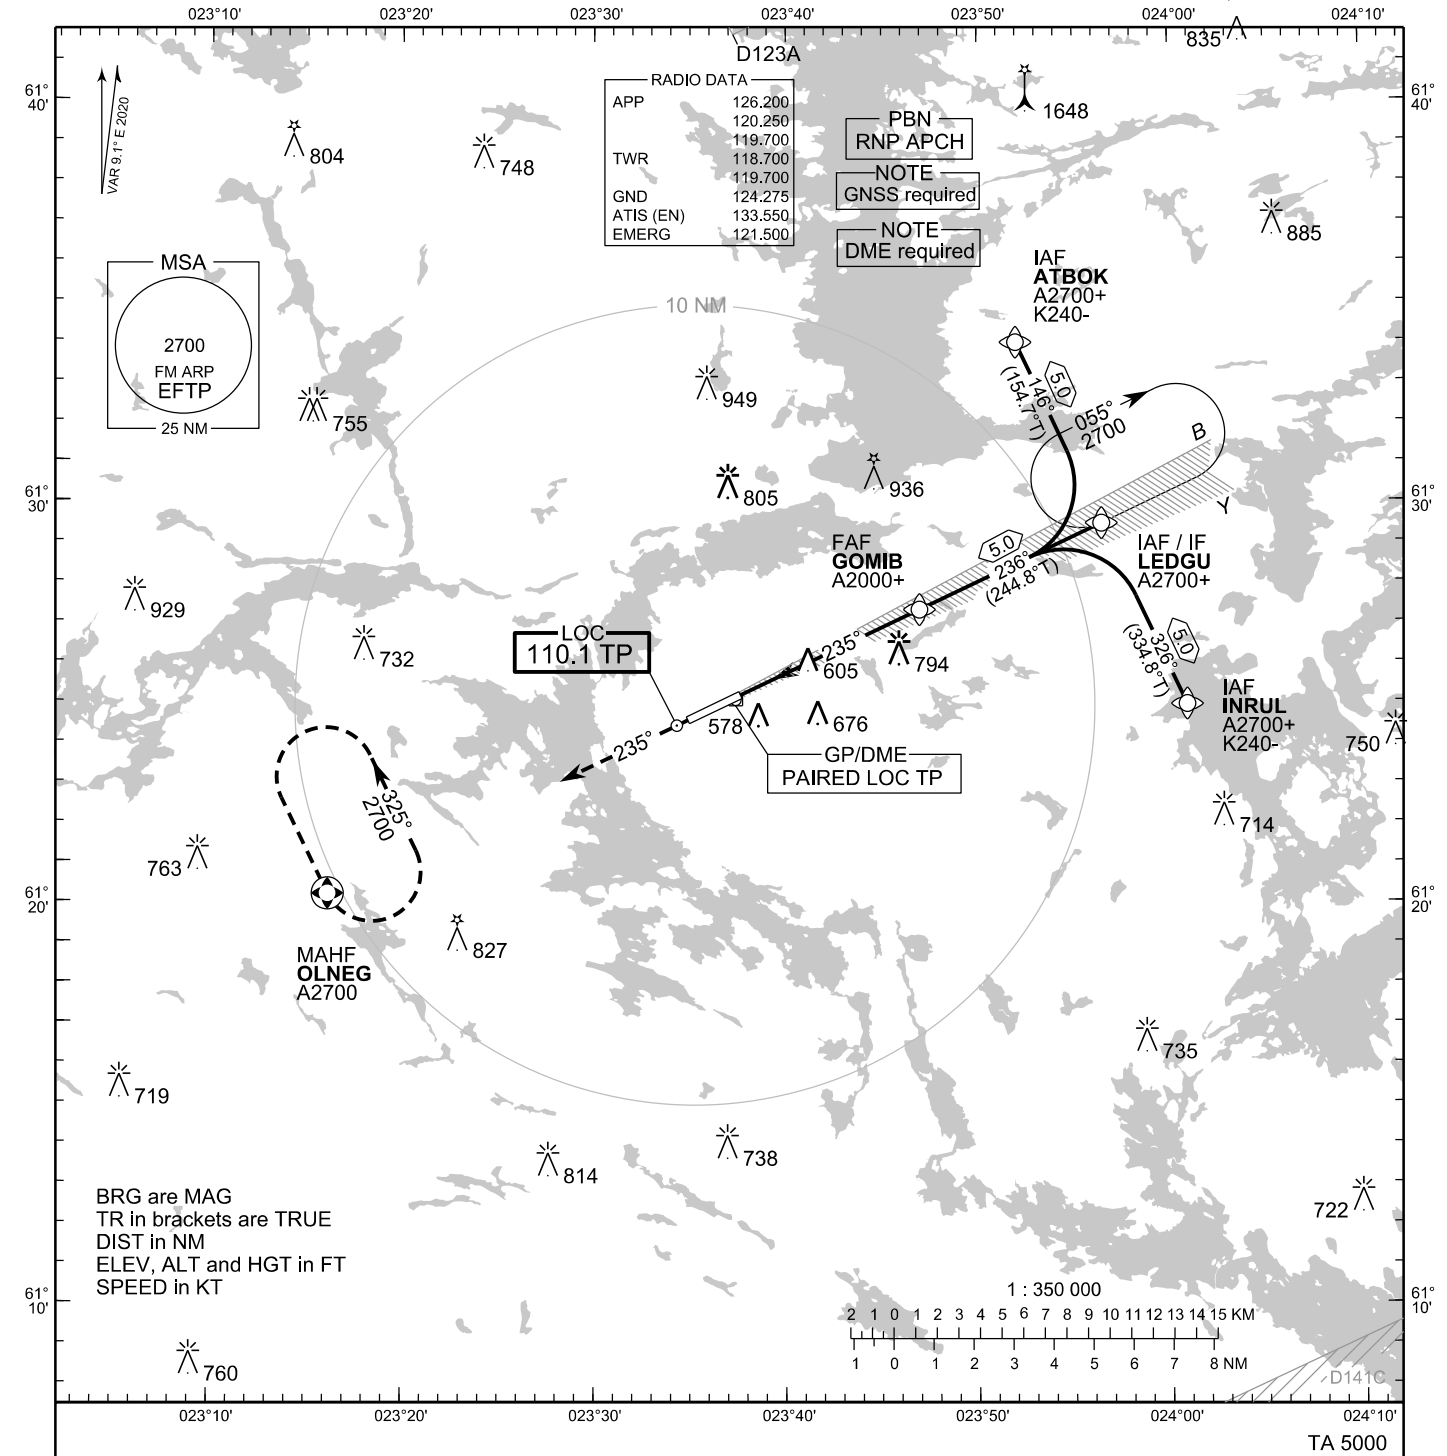 023°10'
023°20'
023°30'
023°40'
023°50'
024°00'
024°10'
835
D123A
61°
40'
61°
40'
VAR 9.1° E 2020
RADIO DATA
APP 126.200
120.250
119.700
TWR 118.700
119.700
GND 124.275
ATIS (EN) 133.550
EMERG 121.500
PBN
RNP APCH
NOTE
GNSS required
NOTE
DME required
1648
804
748
885
MSA
2700
FM ARP
EFTP
25 NM
10 NM
IAF
ATBOK
A2700+
K240-
5.0
146°
(154.7°T)
055°
2700
B
Y
755
949
805
936
61°
30'
61°
30'
FAF
GOMIB
A2000+
5.0
236°
(244.8°T)
IAF / IF
LEDGU
A2700+
929
732
LOC
110.1 TP
235°
605
794
5.0
326°
(334.8°T)
IAF
INRUL
A2700+
K240-
578
676
750
235°
GP/DME
PAIRED LOC TP
325°
2700
714
763
61°
20'
61°
20'
827
MAHF
OLNEG
A2700
735
719
738
814
722
BRG are MAG
TR in brackets are TRUE
DIST in NM
ELEV, ALT and HGT in FT
SPEED in KT
1 : 350 000
2 1 0 1 2 3 4 5 6 7 8 9 10 11 12 13 14 15 KM
1 0 1 2 3 4 5 6 7 8 NM
61°
10'
61°
10'
760
D141C
023°10'
023°20'
023°30'
023°40'
023°50'
024°00'
024°10'
TA 5000